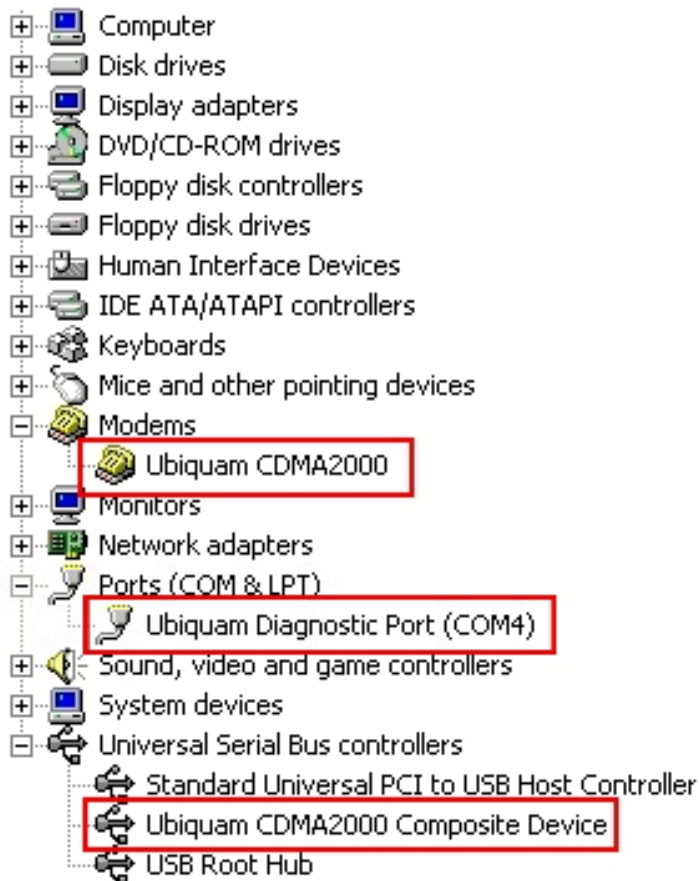 Computer
Disk drives
Display adapters
DVD/CD-ROM drives
Floppy disk controllers
Floppy disk drives
Human Interface Devices
IDE ATA/ATAPI controllers
Keyboards
Mice and other pointing devices
Modems
Ubiquam CDMA2000
Monitors
Network adapters
Ports (COM & LPT)
Ubiquam Diagnostic Port (COM4)
Sound, video and game controllers
System devices
Universal Serial Bus controllers
Standard Universal PCI to USB Host Controller
Ubiquam CDMA2000 Composite Device
USB Root Hub